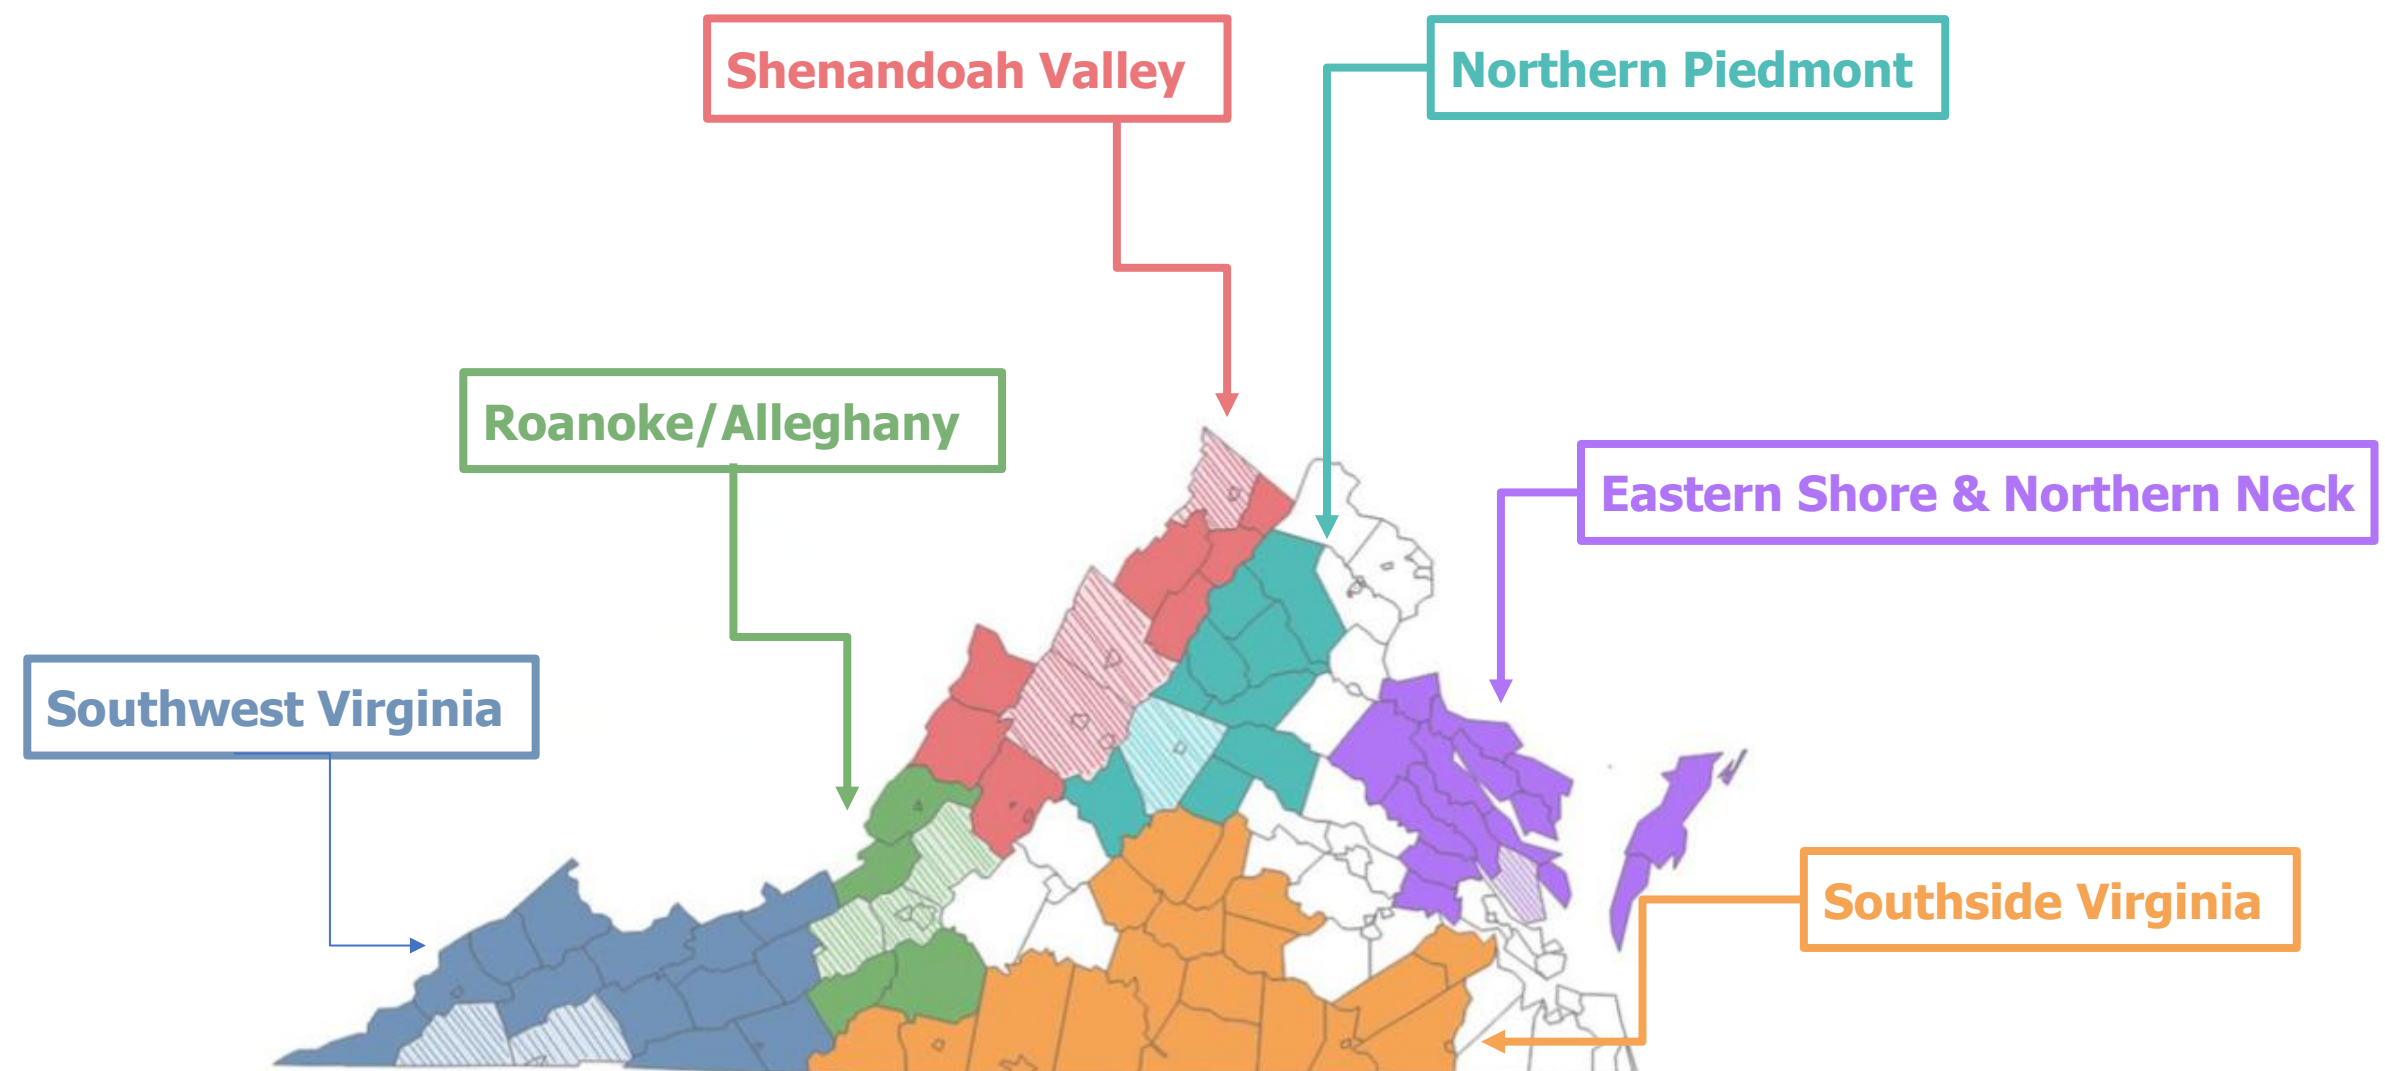 Shenandoah Valley
Northern Piedmont
Roanoke/Alleghany
Eastern Shore & Northern Neck
Southwest Virginia
Southside Virginia